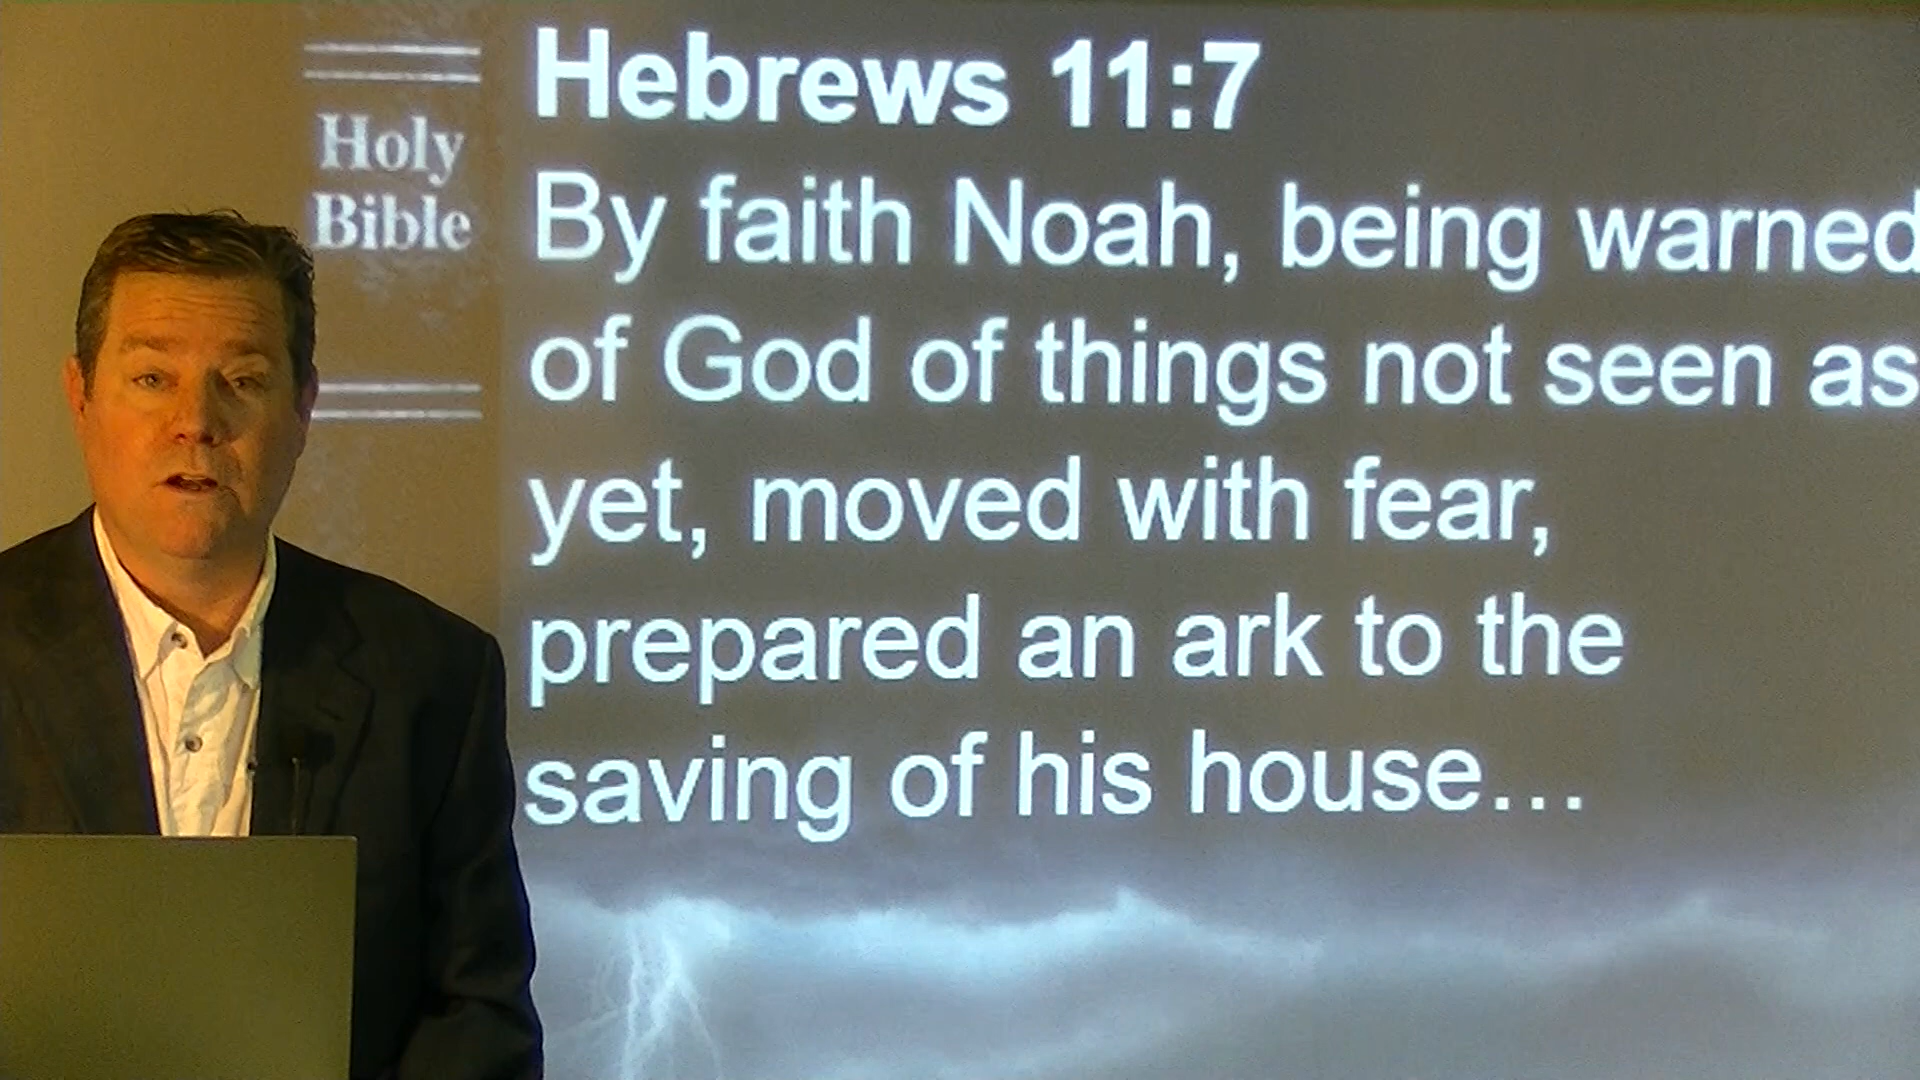 Holy
Bible
Hebrews 11:7
By faith Noah, being warned
of God of things not seen as
yet, moved with fear,
prepared an ark to the
saving of his house…